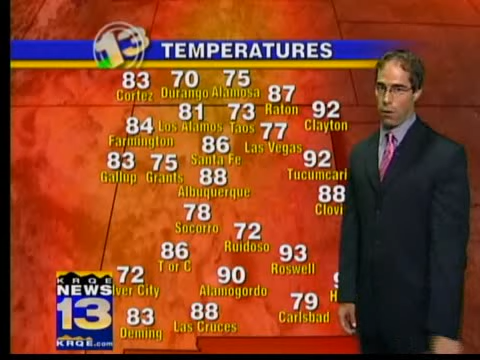 13 TEMPERATURES
83 70 75
Cortez Durango Alamosa
87
Raton
92
Clayton
81 73
Los Alamos Taos
84
Farmington
77
Las Vegas
86
Santa Fe
83 75
Gallup Grants
92
Tucumcari
88
Albuquerque
88
Clovi
78
Socorro
72
Ruidoso
86
T or C
93
Roswell
72
lver City
90
Alamogordo
79
Carlsbad
83
Deming
88
Las Cruces
KRQE
NEWS
13
KRQE.com